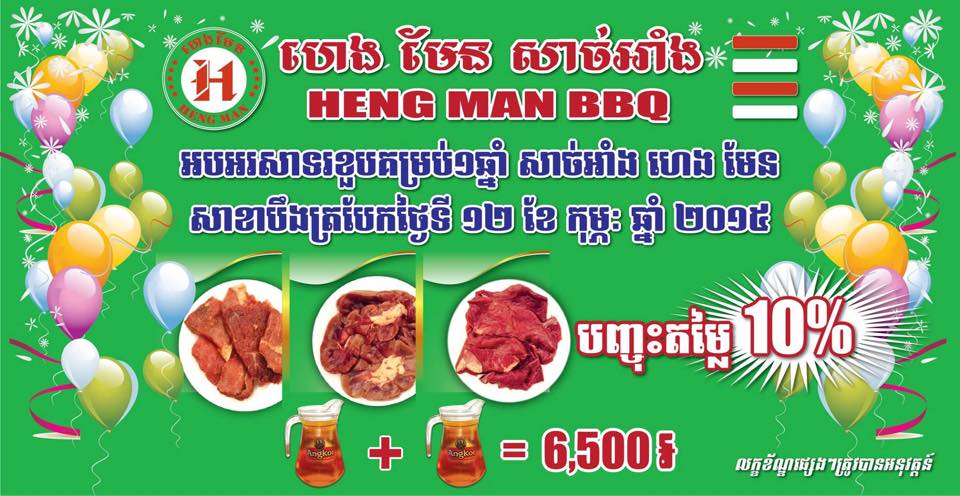 ហេង ម៉ែន
H
HENG MAN
ហេង ម៉ែន សាច់អាំង
HENG MAN BBQ
អបអរសាទរខួបគម្រប់១ឆ្នាំ សាច់អាំង ហេង ម៉ែន
សាខាបឹងត្របែកថ្ងៃទី ១២ ខែ កុម្ភៈ ឆ្នាំ ២០១៥
បញ្ចុះតម្លៃ 10%
Angkor + Angkor = 6,500៛
លក្ខខ័ណ្ឌផ្សេងៗត្រូវបានអនុវត្តន៍